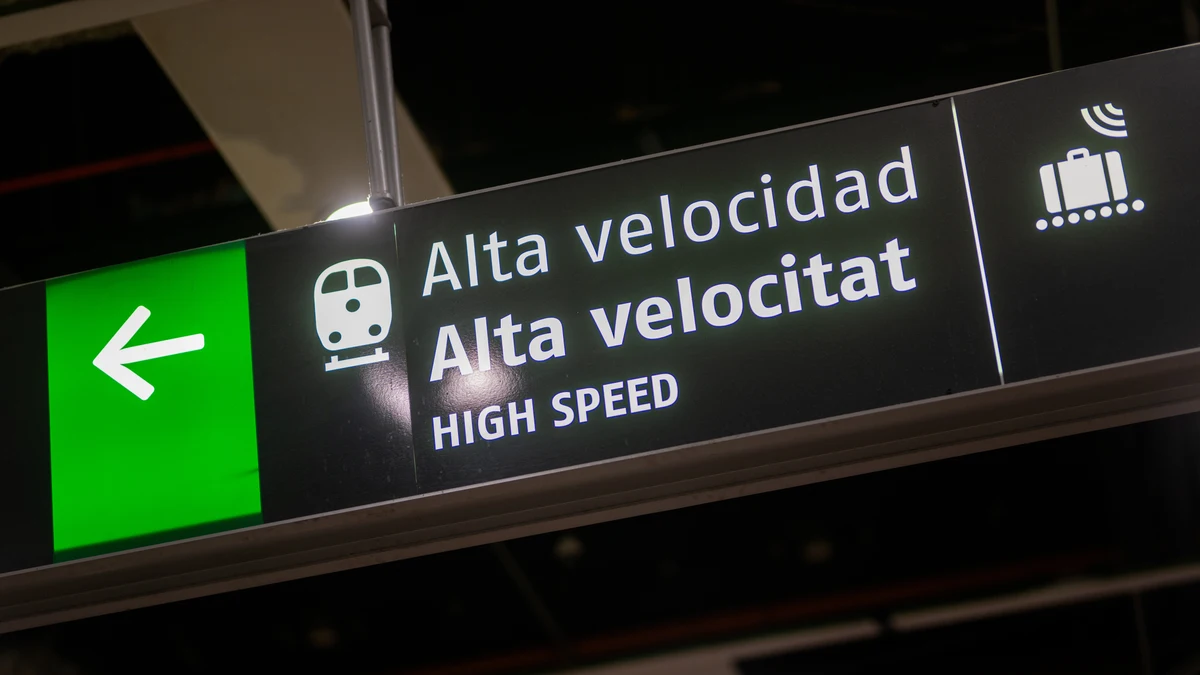 Alta velocidad
Alta velocitat
HIGH SPEED